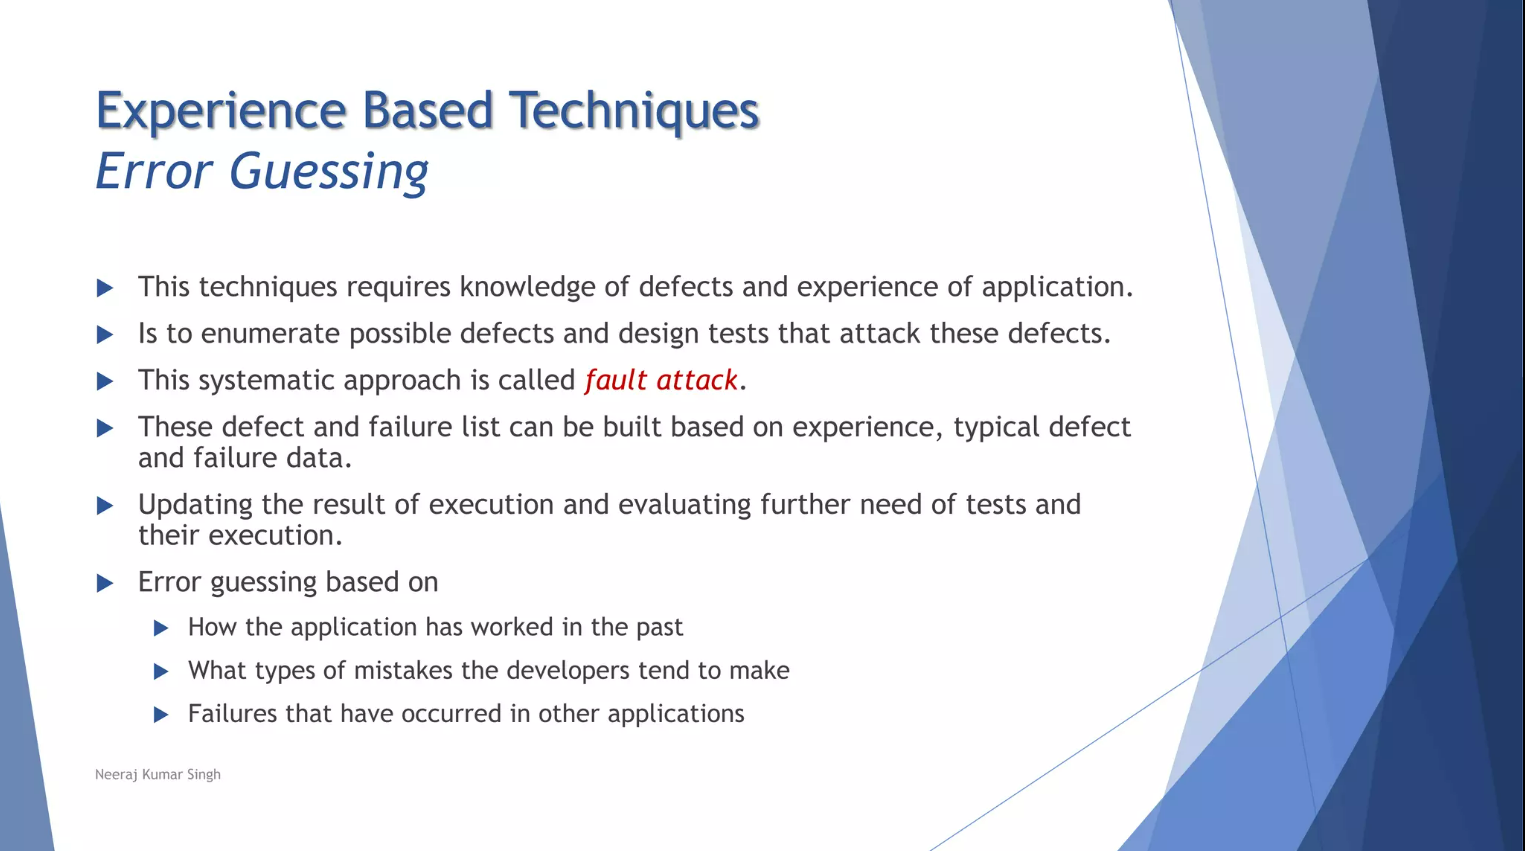 Experience Based Techniques
Error Guessing
This techniques requires knowledge of defects and experience of application.
Is to enumerate possible defects and design tests that attack these defects.
This systematic approach is called fault attack.
These defect and failure list can be built based on experience, typical defect
and failure data.
Updating the result of execution and evaluating further need of tests and
their execution.
Error guessing based on
How the application has worked in the past
What types of mistakes the developers tend to make
Failures that have occurred in other applications
Neeraj Kumar Singh